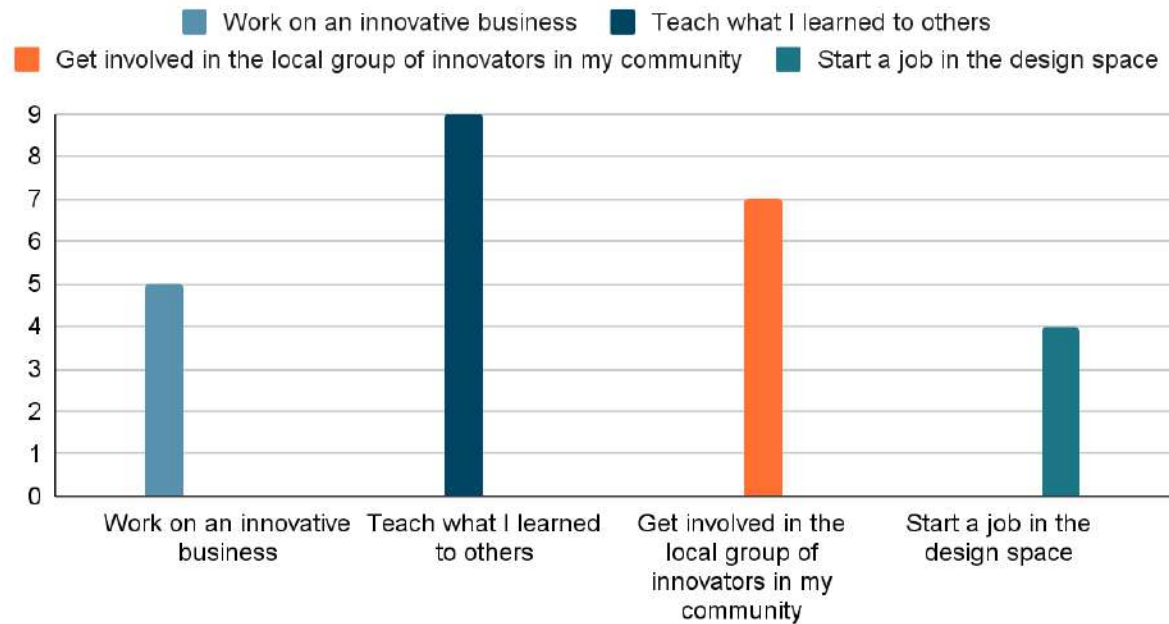 Work on an innovative business Teach what I learned to others
Get involved in the local group of innovators in my community Start a job in the design space
9
8
7
6
5
4
3
2
1
0
Work on an innovative
business
Teach what I learned
to others
Get involved in the
local group of
innovators in my
community
Start a job in the
design space